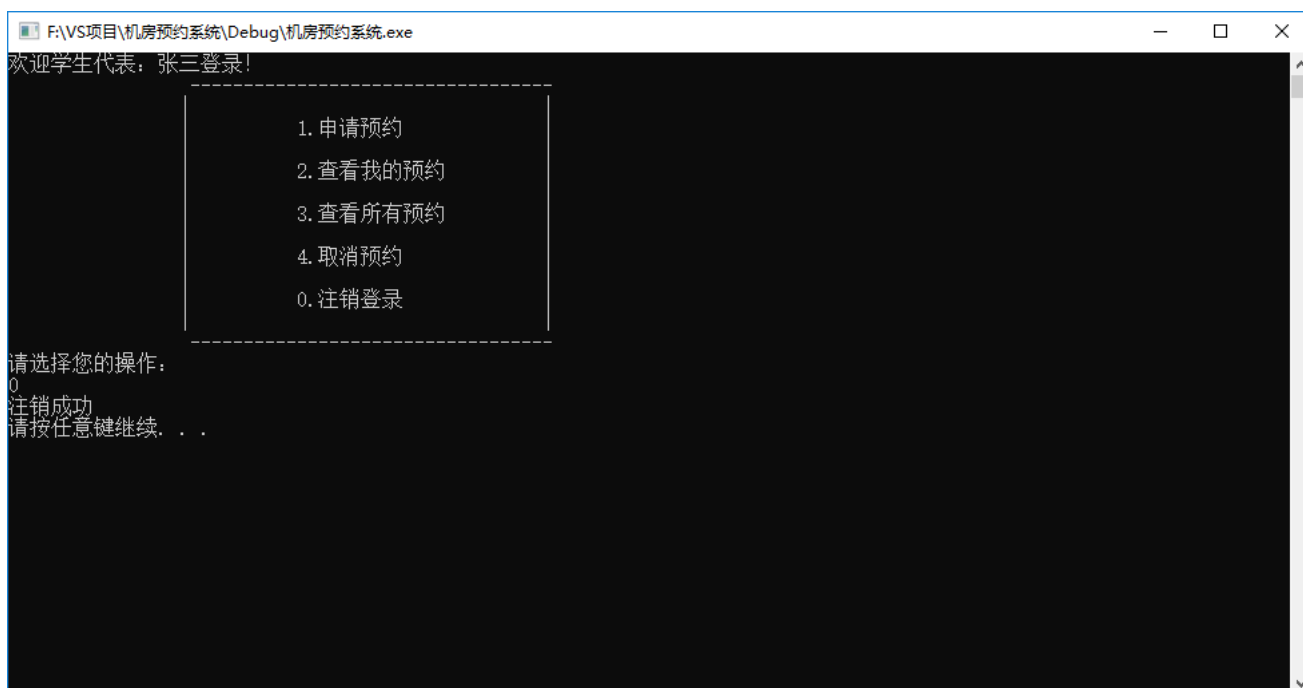 F:\VS项目\机房预约系统\Debug\机房预约系统.exe
欢迎学生代表：张三登录！
----------------------------------
1.申请预约
2.查看我的预约
3.查看所有预约
4.取消预约
0.注销登录
----------------------------------
请选择您的操作：
0
注销成功
请按任意键继续. . .